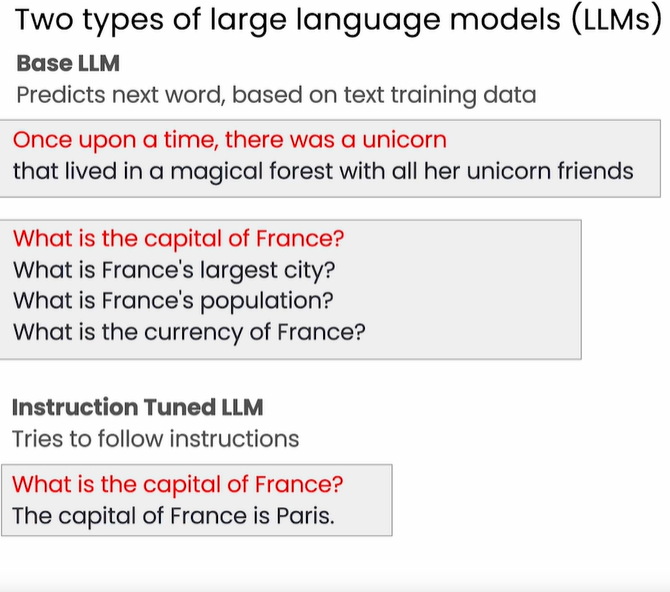 Two types of large language models (LLMs)
Base LLM
Predicts next word, based on text training data
Once upon a time, there was a unicorn
that lived in a magical forest with all her unicorn friends
What is the capital of France?
What is France's largest city?
What is France's population?
What is the currency of France?
Instruction Tuned LLM
Tries to follow instructions
What is the capital of France?
The capital of France is Paris.